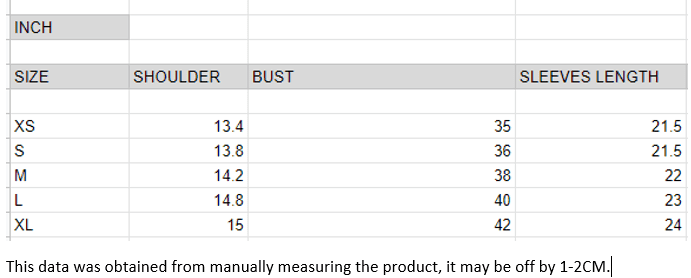 INCH
SIZE SHOULDER BUST SLEEVES LENGTH
XS 13.4 35 21.5
S 13.8 36 21.5
M 14.2 38 22
L 14.8 40 23
XL 15 42 24
This data was obtained from manually measuring the product, it may be off by 1-2CM.